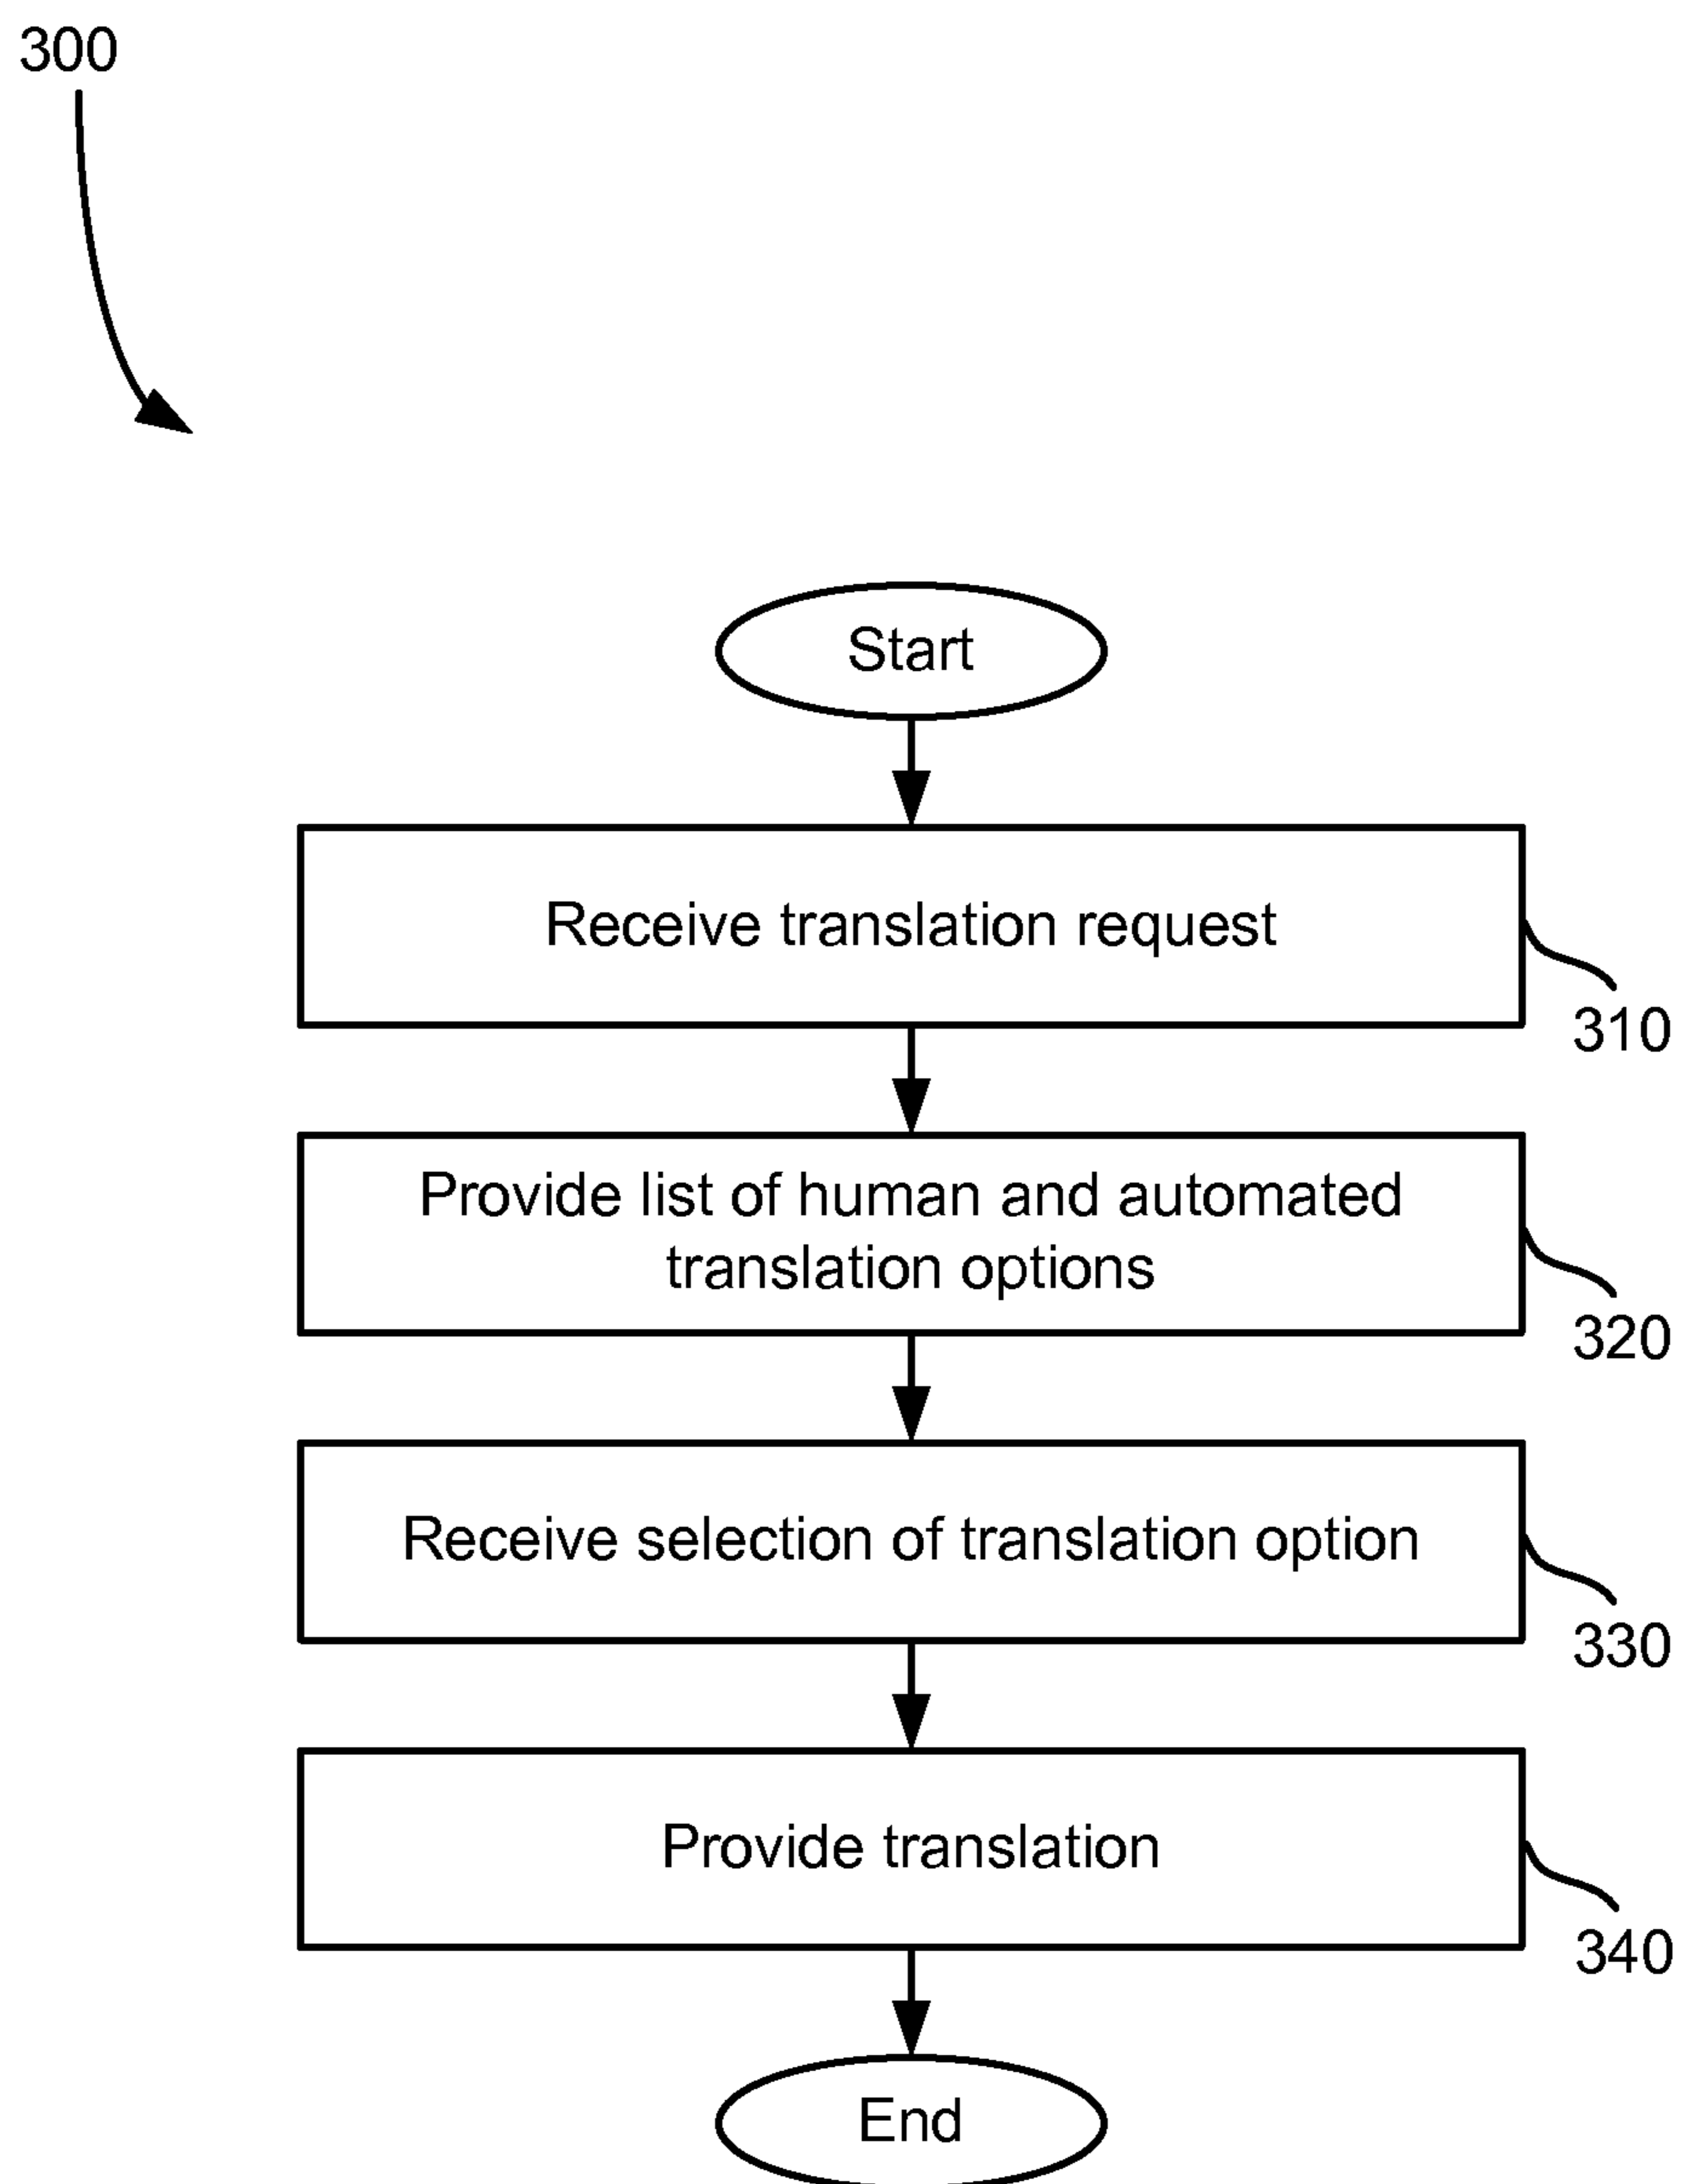 300
Start
Receive translation request
310
Provide list of human and automated
translation options
320
Receive selection of translation option
330
Provide translation
340
End